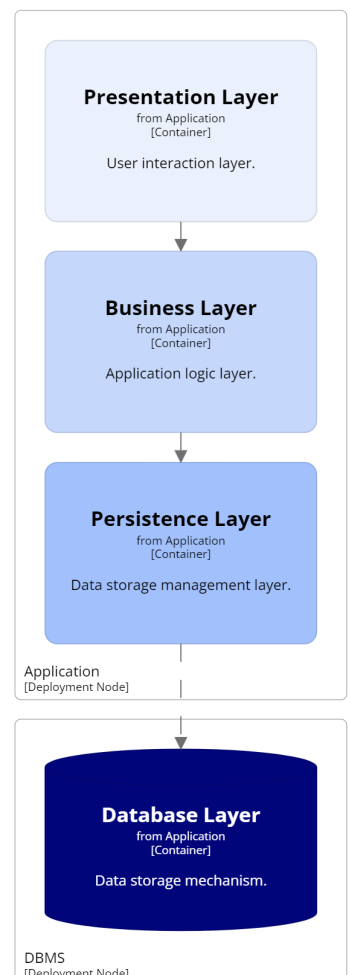 Presentation Layer
from Application
[Container]
User interaction layer.
Business Layer
from Application
[Container]
Application logic layer.
Persistence Layer
from Application
[Container]
Data storage management layer.
Application
[Deployment Node]
Database Layer
from Application
[Container]
Data storage mechanism.
DBMS
[Deployment Node]